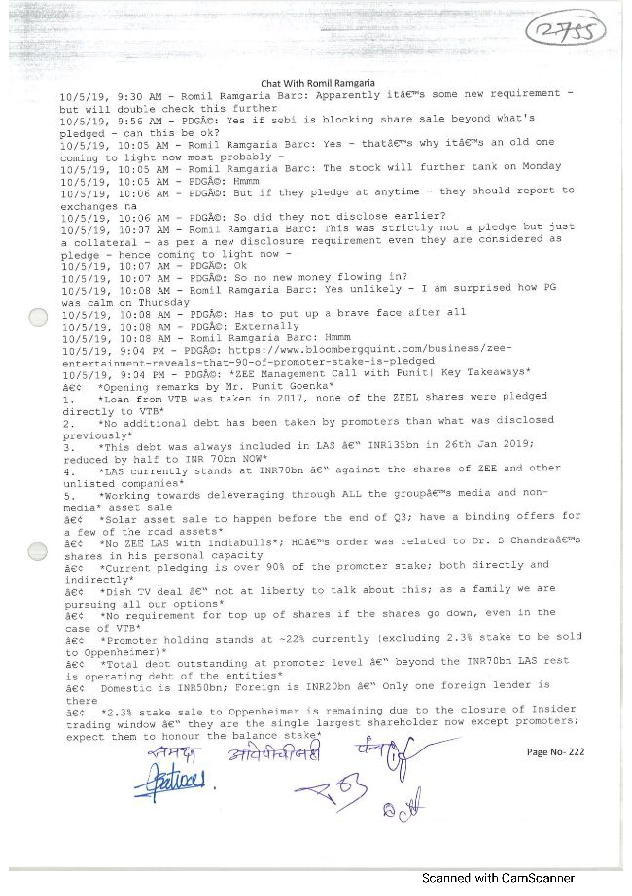 2755
Chat With Romil Ramgaria
10/5/19, 9:30 AM - Romil Ramgaria Barc: Apparently itâ€™s some new requirement -
but will double check this further
10/5/19, 9:56 AM - PDGÂ©: Yes if sebi is blocking share sale beyond what's
pledged - can this be ok?
10/5/19, 10:05 AM - Romil Ramgaria Barc: Yes - thatâ€™s why itâ€™s an old one
coming to light now most probably -
10/5/19, 10:05 AM - Romil Ramgaria Barc: The stock will further tank on Monday
10/5/19, 10:05 AM - PDGÂ©: Hmmm
10/5/19, 10:06 AM - PDGÂ©: But if they pledge at anytime - they should report to
exchanges na
10/5/19, 10:06 AM - PDGÂ©: So did they not disclose earlier?
10/5/19, 10:07 AM - Romil Ramgaria Barc: This was strictly not a pledge but just
a collateral - as per a new disclosure requirement even they are considered as
pledge - hence coming to light now -
10/5/19, 10:07 AM - PDGÂ©: Ok
10/5/19, 10:07 AM - PDGÂ©: So no new money flowing in?
10/5/19, 10:08 AM - Romil Ramgaria Barc: Yes unlikely - I am surprised how PG
was calm on Thursday
10/5/19, 10:08 AM - PDGÂ©: Has to put up a brave face after all
10/5/19, 10:08 AM - PDGÂ©: Externally
10/5/19, 10:08 AM - Romil Ramgaria Barc: Hmmm
10/5/19, 9:04 PM - PDGÂ©: https://www.bloombergquint.com/business/zee-
entertainment-reveals-that-90-of-promoter-stake-is-pledged
10/5/19, 9:04 PM - PDGÂ©: *ZEE Management Call with Punit| Key Takeaways*
â€¢ *Opening remarks by Mr. Punit Goenka*
1. *Loan from VTB was taken in 2017, none of the ZEEL shares were pledged
directly to VTB*
2. *No additional debt has been taken by promoters than what was disclosed
previously*
3. *This debt was always included in LAS â€“ INR135bn in 26th Jan 2019;
reduced by half to INR 70bn NOW*
4. *LAS currently stands at INR70bn â€“ against the shares of ZEE and other
unlisted companies*
5. *Working towards deleveraging through ALL the groupâ€™s media and non-
media* asset sale
â€¢ *Solar asset sale to happen before the end of Q3; have a binding offers for
a few of the road assets*
â€¢ *No ZEE LAS with Indiabulls*; HCâ€™s order was related to Dr. S Chandraâ€™s
shares in his personal capacity
â€¢ *Current pledging is over 90% of the promoter stake; both directly and
indirectly*
â€¢ *Dish TV deal â€“ not at liberty to talk about this; as a family we are
pursuing all our options*
â€¢ *No requirement for top up of shares if the shares go down, even in the
case of VTB*
â€¢ *Promoter holding stands at ~22% currently (excluding 2.3% stake to be sold
to Oppenheimer)*
â€¢ *Total debt outstanding at promoter level â€“ beyond the INR70bn LAS rest
is operating debt of the entities*
â€¢ Domestic is INR50bn; Foreign is INR20bn â€“ Only one foreign lender is
there
â€¢ *2.3% stake sale to Oppenheimer is remaining due to the closure of Insider
trading window â€“ they are the single largest shareholder now except promoters;
expect them to honour the balance stake*
समक्ष
Page No- 222
Scanned with CamScanner